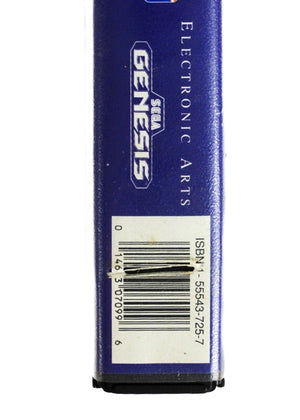 ELECTRONIC ARTS
SEGA
GENESIS
ISBN 1-55543-725-7
0 14633 07099 6